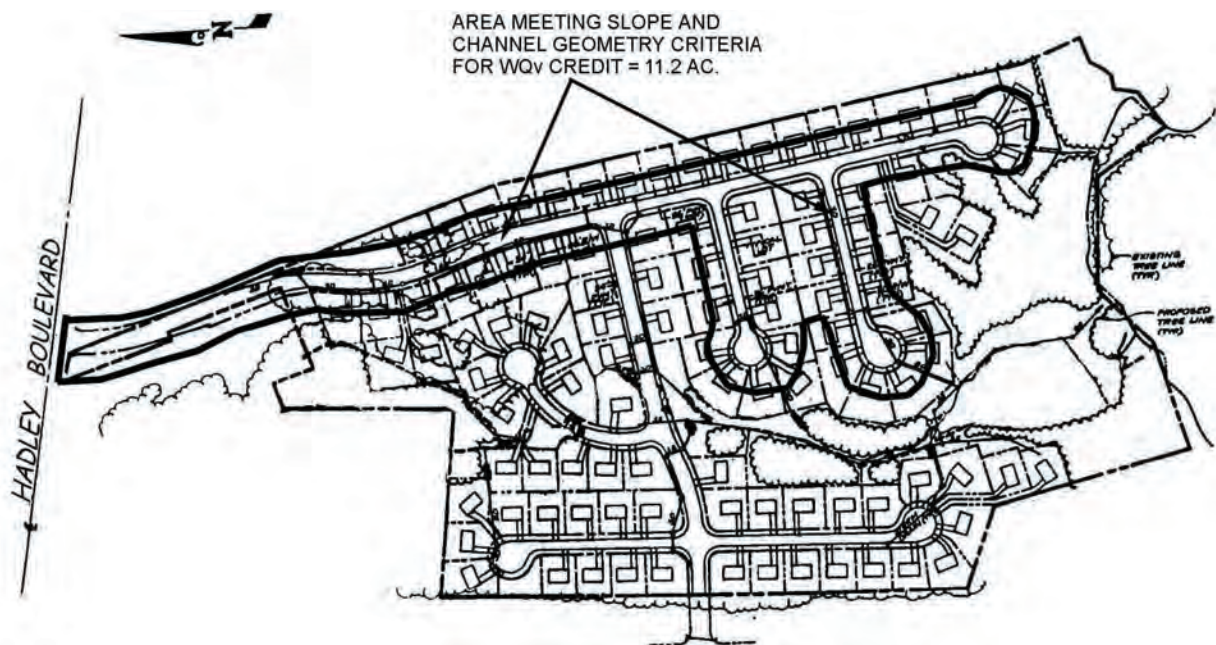 N
AREA MEETING SLOPE AND
CHANNEL GEOMETRY CRITERIA
FOR WQv CREDIT = 11.2 AC.
HADLEY BOULEVARD
EXISTING
TREE LINE
(TYP.)
PROPOSED
TREE LINE
(TYP.)